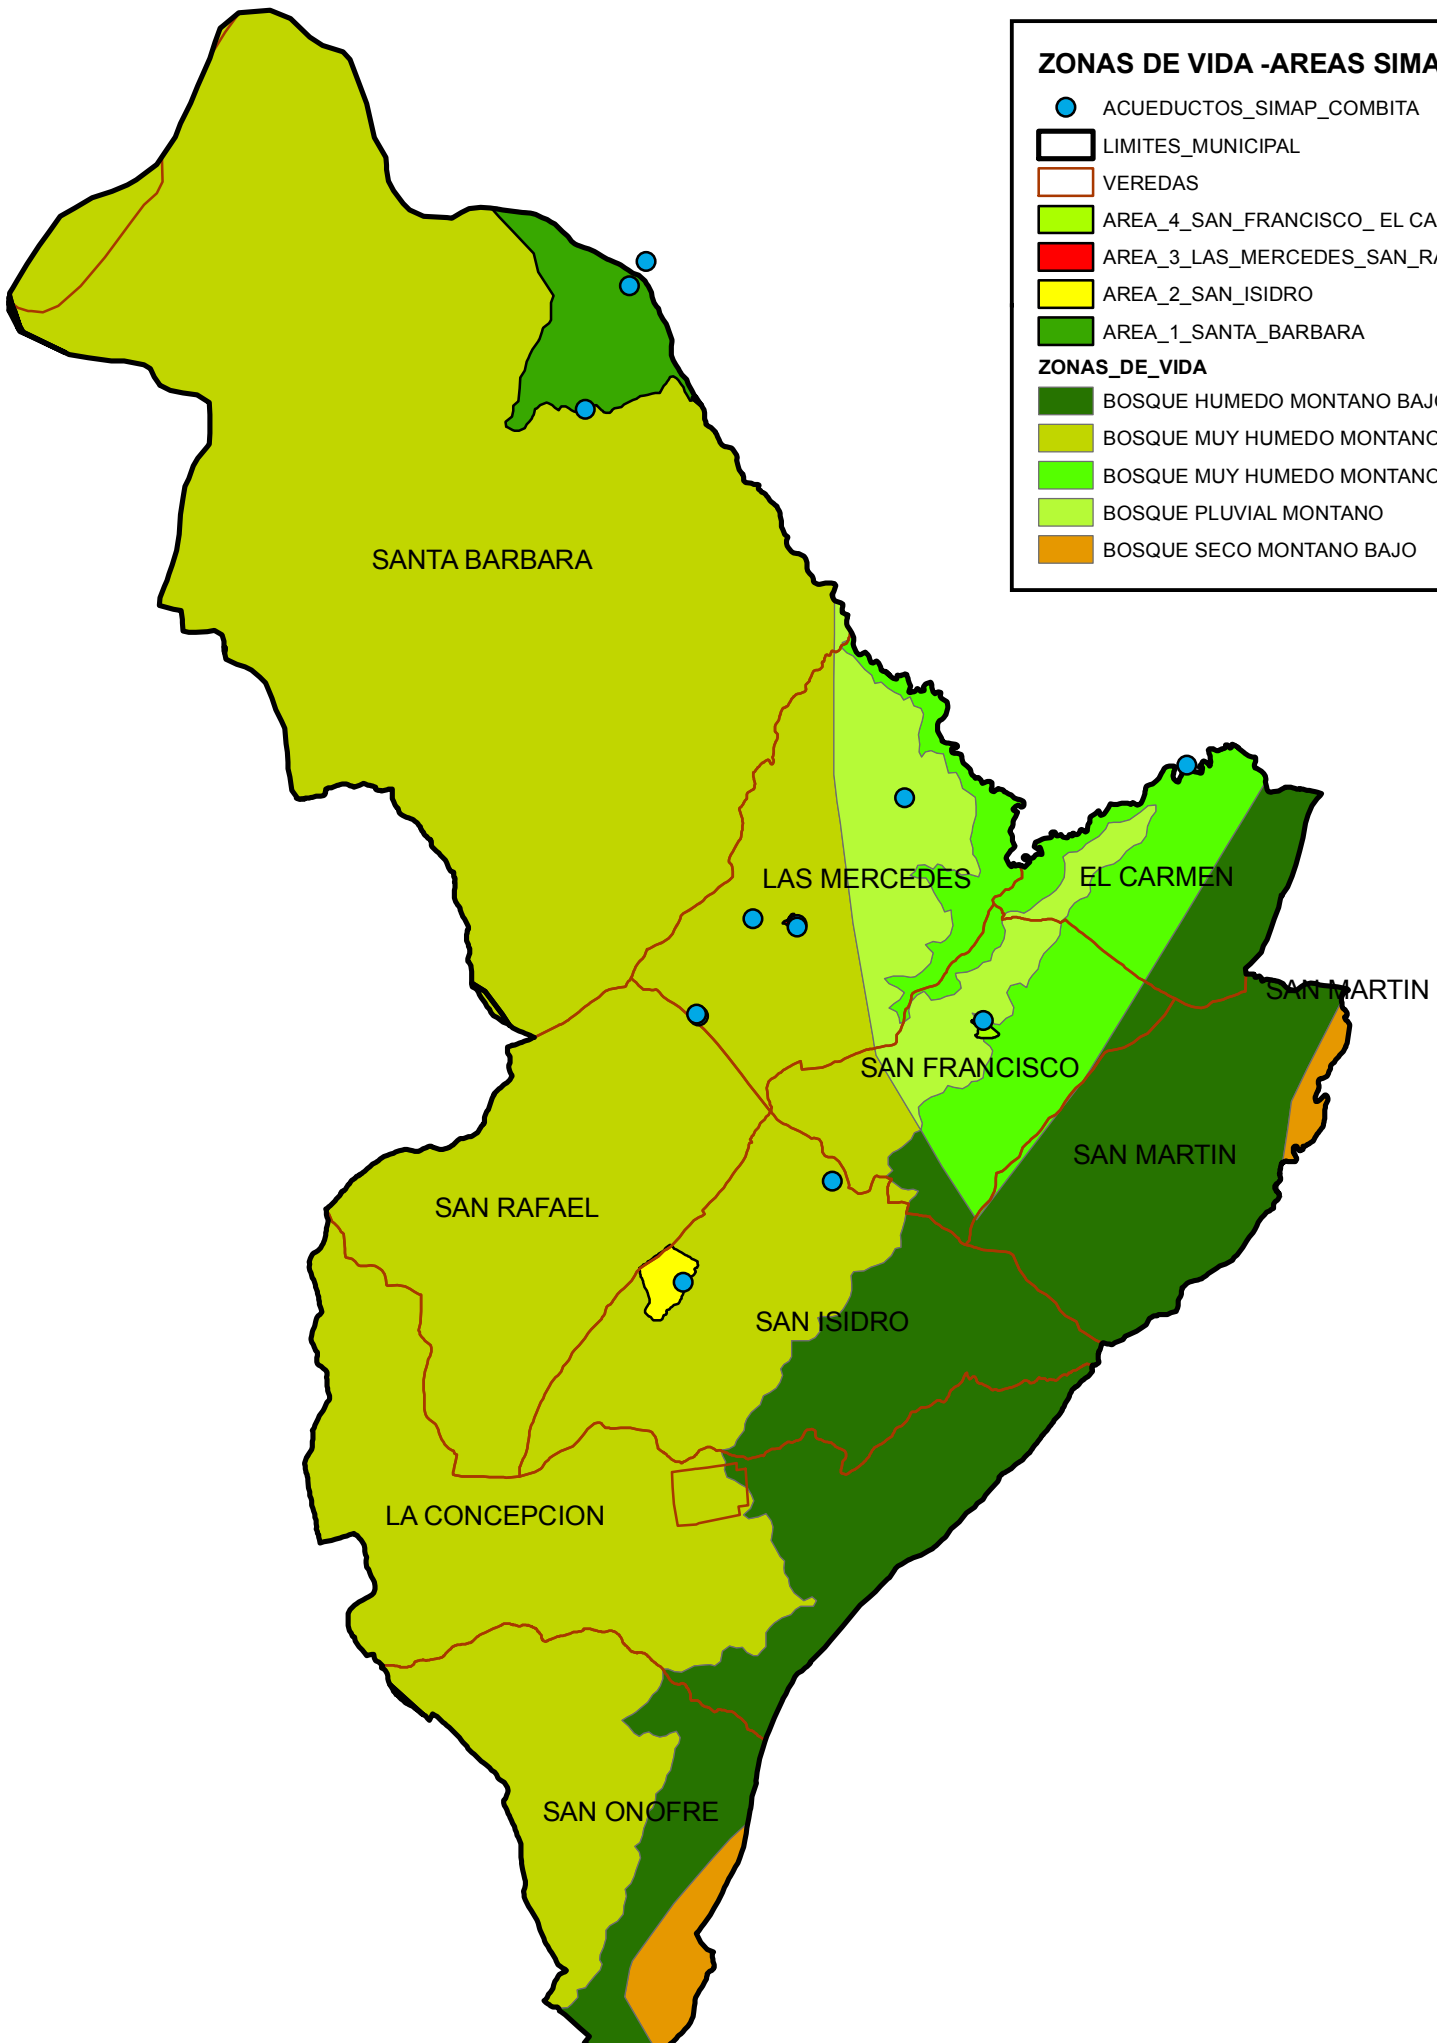 ZONAS DE VIDA -AREAS SIMA
ACUEDUCTOS_SIMAP_COMBITA
LIMITES_MUNICIPAL
VEREDAS
AREA_4_SAN_FRANCISCO_ EL CA
AREA_3_LAS_MERCEDES_SAN_RA
AREA_2_SAN_ISIDRO
AREA_1_SANTA_BARBARA
ZONAS_DE_VIDA
BOSQUE HUMEDO MONTANO BAJO
BOSQUE MUY HUMEDO MONTANO
BOSQUE MUY HUMEDO MONTANO
BOSQUE PLUVIAL MONTANO
BOSQUE SECO MONTANO BAJO
SANTA BARBARA
LAS MERCEDES
EL CARMEN
SAN MARTIN
SAN FRANCISCO
SAN MARTIN
SAN RAFAEL
SAN ISIDRO
LA CONCEPCION
SAN ONOFRE